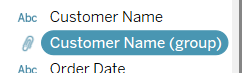 Abc Customer Name
Customer Name (group)
Abc Order Date